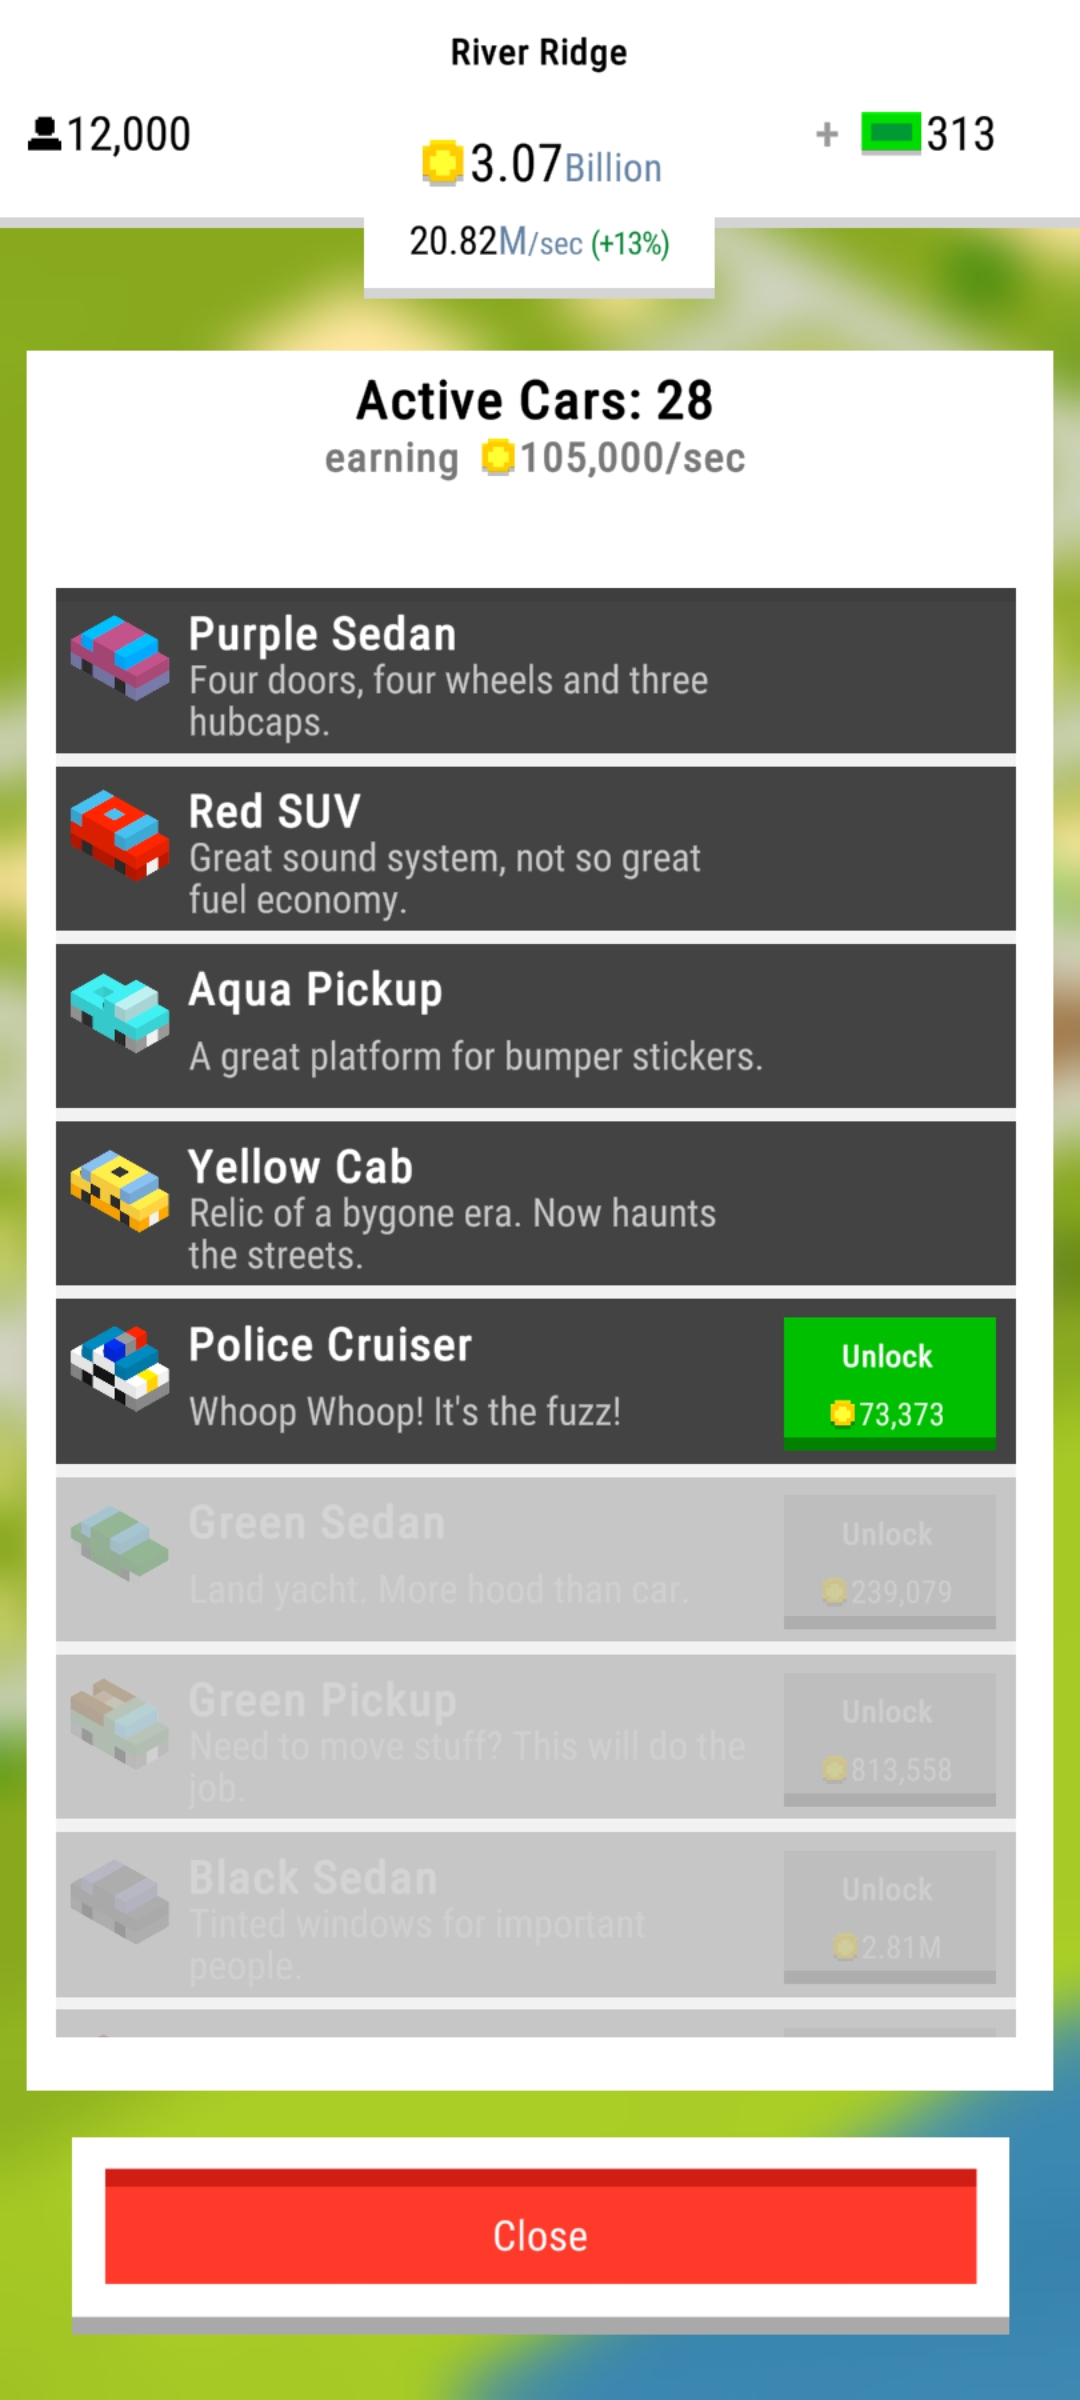 River Ridge
12,000
3.07Billion
+ 313
20.82M/sec (+13%)
Active Cars: 28
earning 105,000/sec
Purple Sedan
Four doors, four wheels and three
hubcaps.
Red SUV
Great sound system, not so great
fuel economy.
Aqua Pickup
A great platform for bumper stickers.
Yellow Cab
Relic of a bygone era. Now haunts
the streets.
Police Cruiser
Whoop Whoop! It's the fuzz!
Unlock
73,373
Green Sedan
Land yacht. More hood than car.
Unlock
239,079
Green Pickup
Need to move stuff? This will do the
job.
Unlock
813,558
Black Sedan
Tinted windows for important
people.
Unlock
2.81M
Close